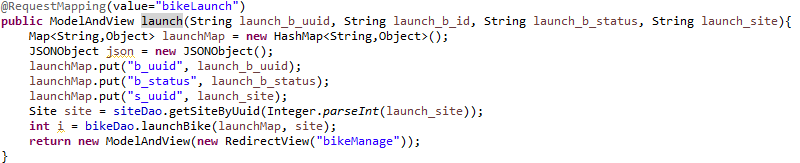 @RequestMapping(value="bikeLaunch")
public ModelAndView launch(String launch_b_uuid, String launch_b_id, String launch_b_status, String launch_site){
Map<String,Object> launchMap = new HashMap<String,Object>();
JSONObject json = new JSONObject();
launchMap.put("b_uuid", launch_b_uuid);
launchMap.put("b_status", launch_b_status);
launchMap.put("s_uuid", launch_site);
Site site = siteDao.getSiteByUuid(Integer.parseInt(launch_site));
int i = bikeDao.launchBike(launchMap, site);
return new ModelAndView(new RedirectView("bikeManage"));
}